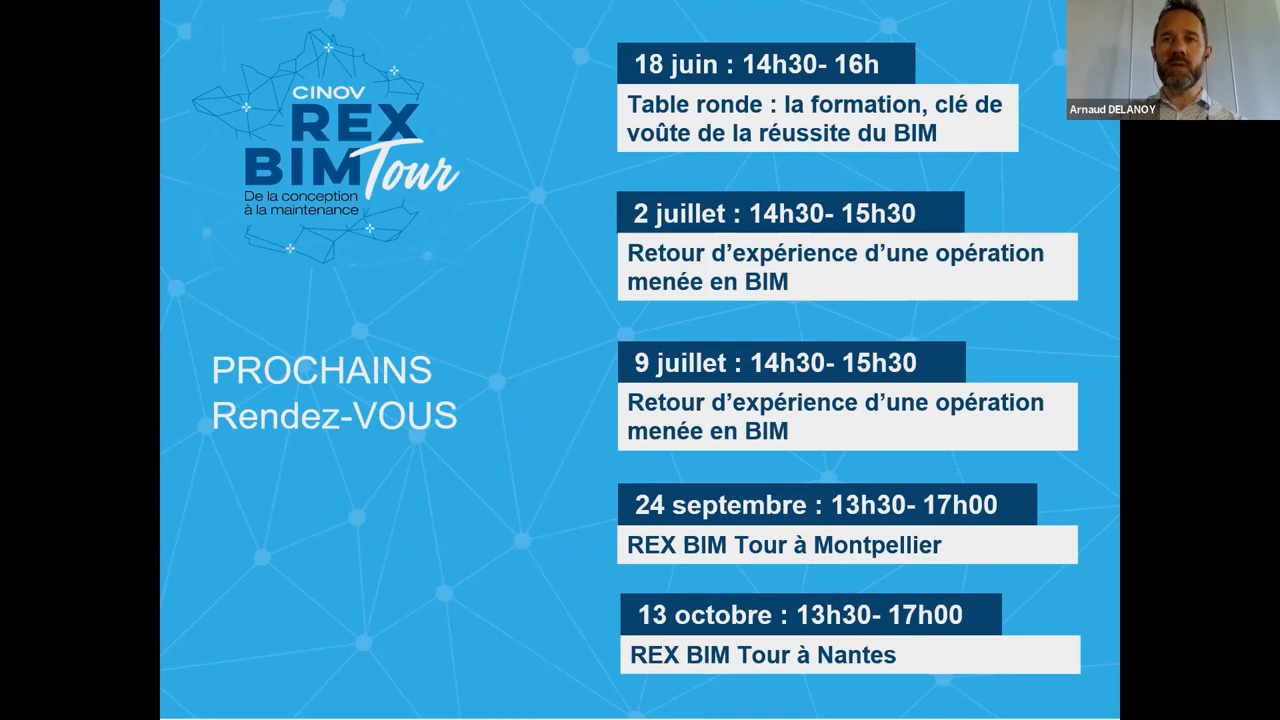 CINOV
REX
BIM Tour
De la conception
à la maintenance
PROCHAINS
Rendez-VOUS
18 juin : 14h30- 16h
Table ronde : la formation, clé de
voûte de la réussite du BIM
2 juillet : 14h30- 15h30
Retour d’expérience d’une opération
menée en BIM
9 juillet : 14h30- 15h30
Retour d’expérience d’une opération
menée en BIM
24 septembre : 13h30- 17h00
REX BIM Tour à Montpellier
13 octobre : 13h30- 17h00
REX BIM Tour à Nantes
Arnaud DELANOY